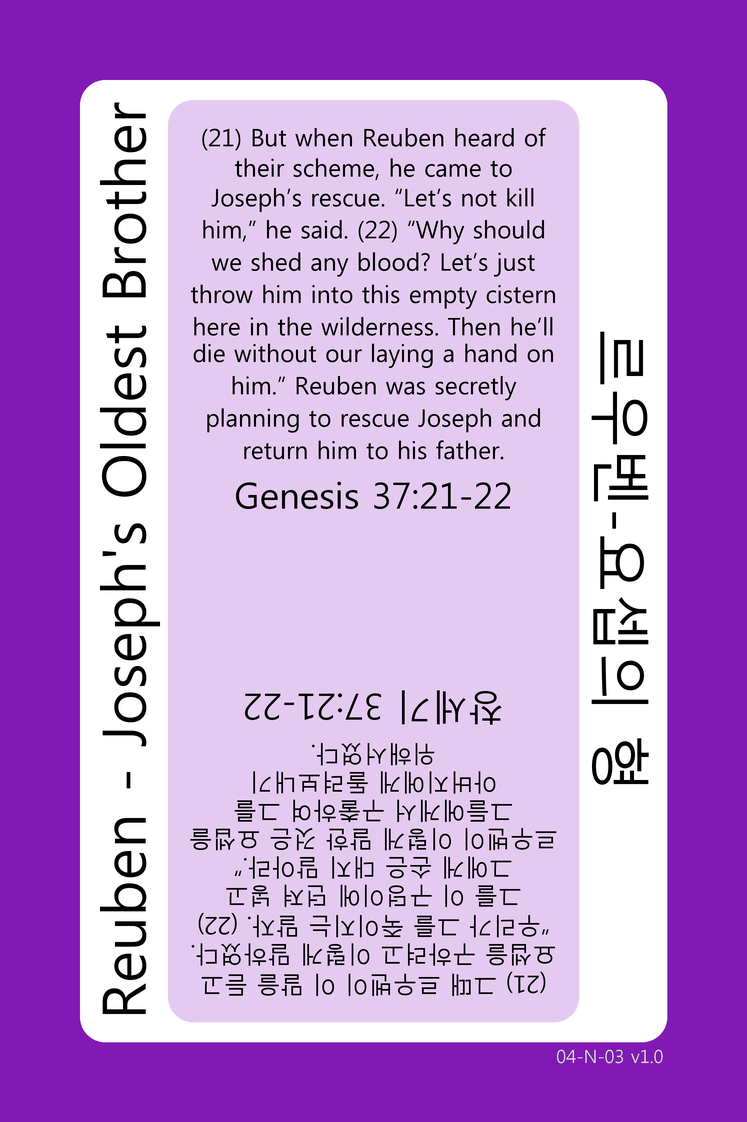 Reuben - Joseph's Oldest Brother
(21) But when Reuben heard of
their scheme, he came to
Joseph’s rescue. “Let’s not kill
him,” he said. (22) “Why should
we shed any blood? Let’s just
throw him into this empty cistern
here in the wilderness. Then he’ll
die without our laying a hand on
him.” Reuben was secretly
planning to rescue Joseph and
return him to his father.
Genesis 37:21-22
르우벤-요셉의 형
(21) 그때 르우벤이 이 말을 듣고
요셉을 구하려고 이렇게 말하였다.
“우리가 그를 죽이지는 말자. (22)
그를 이 구덩이에 던져 넣고
그에게 손은 대지 말아라.”
르우벤이 이렇게 말한 것은 요셉을
그들에게서 구출하여 그를
아버지에게 돌려보내기
위해서였다.
창세기 37:21-22
04-N-03 v1.0